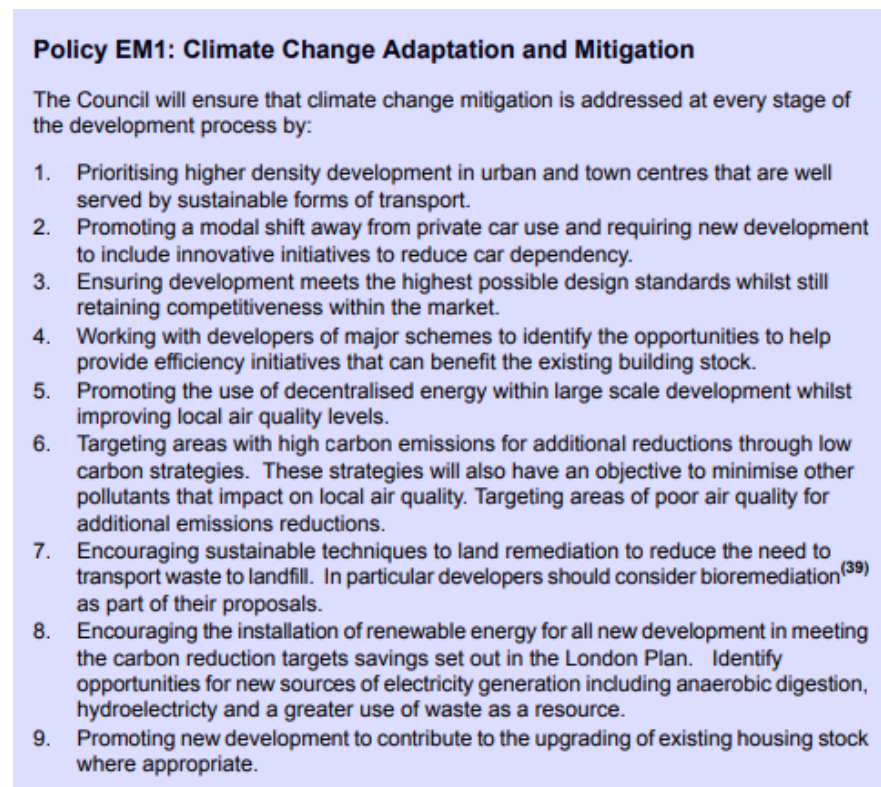 Policy EM1: Climate Change Adaptation and Mitigation
The Council will ensure that climate change mitigation is addressed at every stage of
the development process by:
1. Prioritising higher density development in urban and town centres that are well
served by sustainable forms of transport.
2. Promoting a modal shift away from private car use and requiring new development
to include innovative initiatives to reduce car dependency.
3. Ensuring development meets the highest possible design standards whilst still
retaining competitiveness within the market.
4. Working with developers of major schemes to identify the opportunities to help
provide efficiency initiatives that can benefit the existing building stock.
5. Promoting the use of decentralised energy within large scale development whilst
improving local air quality levels.
6. Targeting areas with high carbon emissions for additional reductions through low
carbon strategies.  These strategies will also have an objective to minimise other
pollutants that impact on local air quality. Targeting areas of poor air quality for
additional emissions reductions.
7. Encouraging sustainable techniques to land remediation to reduce the need to
transport waste to landfill.  In particular developers should consider bioremediation(39)
as part of their proposals.
8. Encouraging the installation of renewable energy for all new development in meeting
the carbon reduction targets savings set out in the London Plan.   Identify
opportunities for new sources of electricity generation including anaerobic digestion,
hydroelectricty and a greater use of waste as a resource.
9. Promoting new development to contribute to the upgrading of existing housing stock
where appropriate.